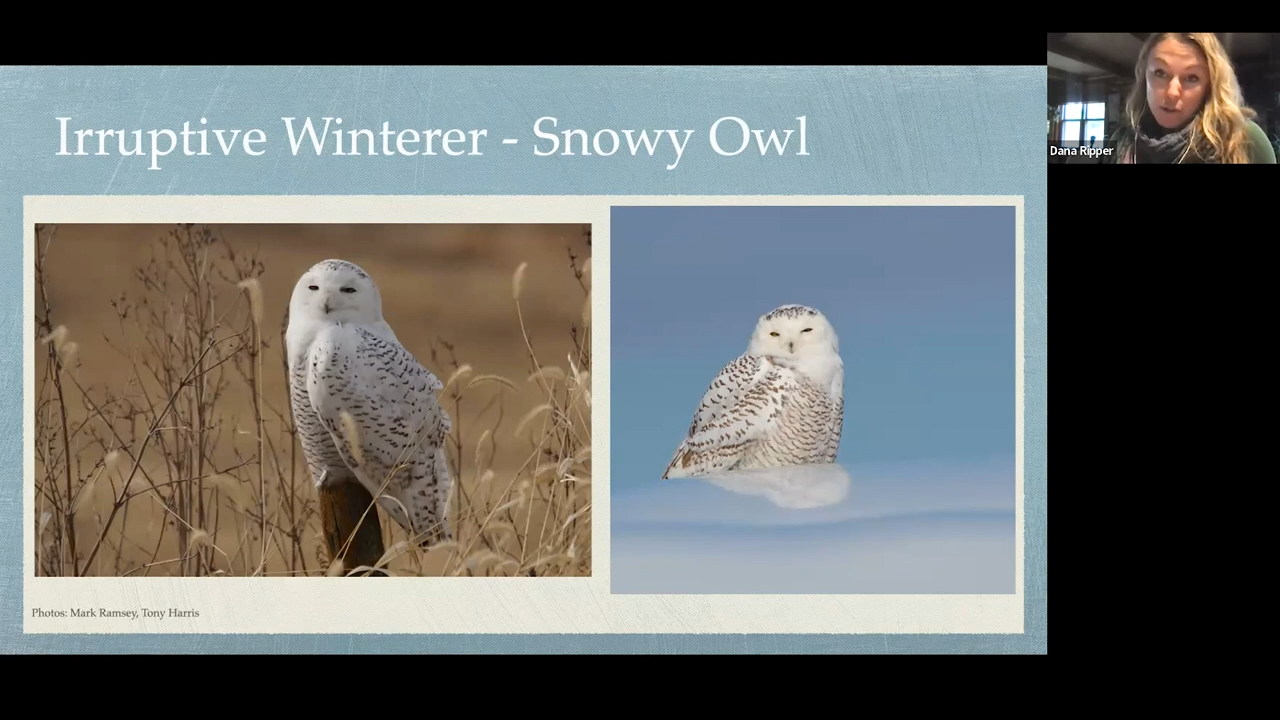 Irruptive Winterer - Snowy Owl
Dana Ripper
Photos: Mark Ramsey, Tony Harris